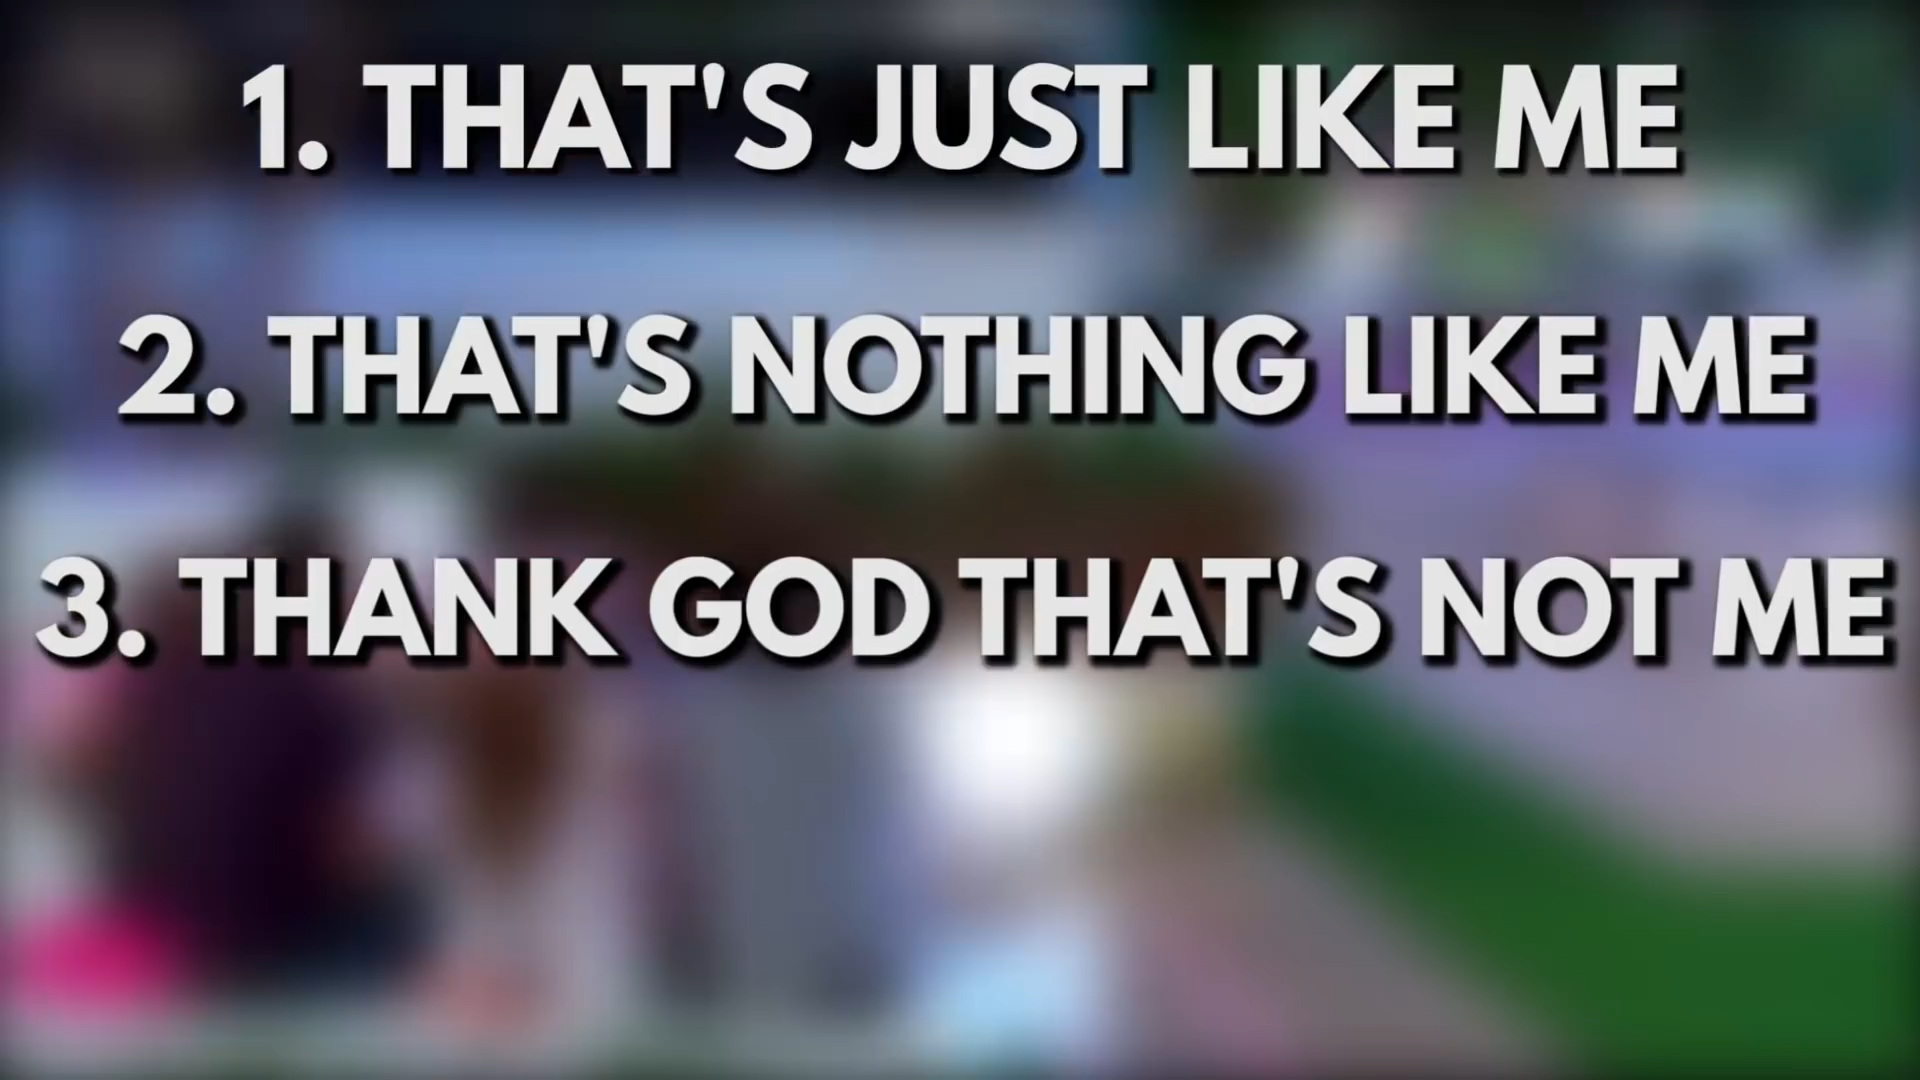 1. THAT'S JUST LIKE ME
2. THAT'S NOTHING LIKE ME
3. THANK GOD THAT'S NOT ME